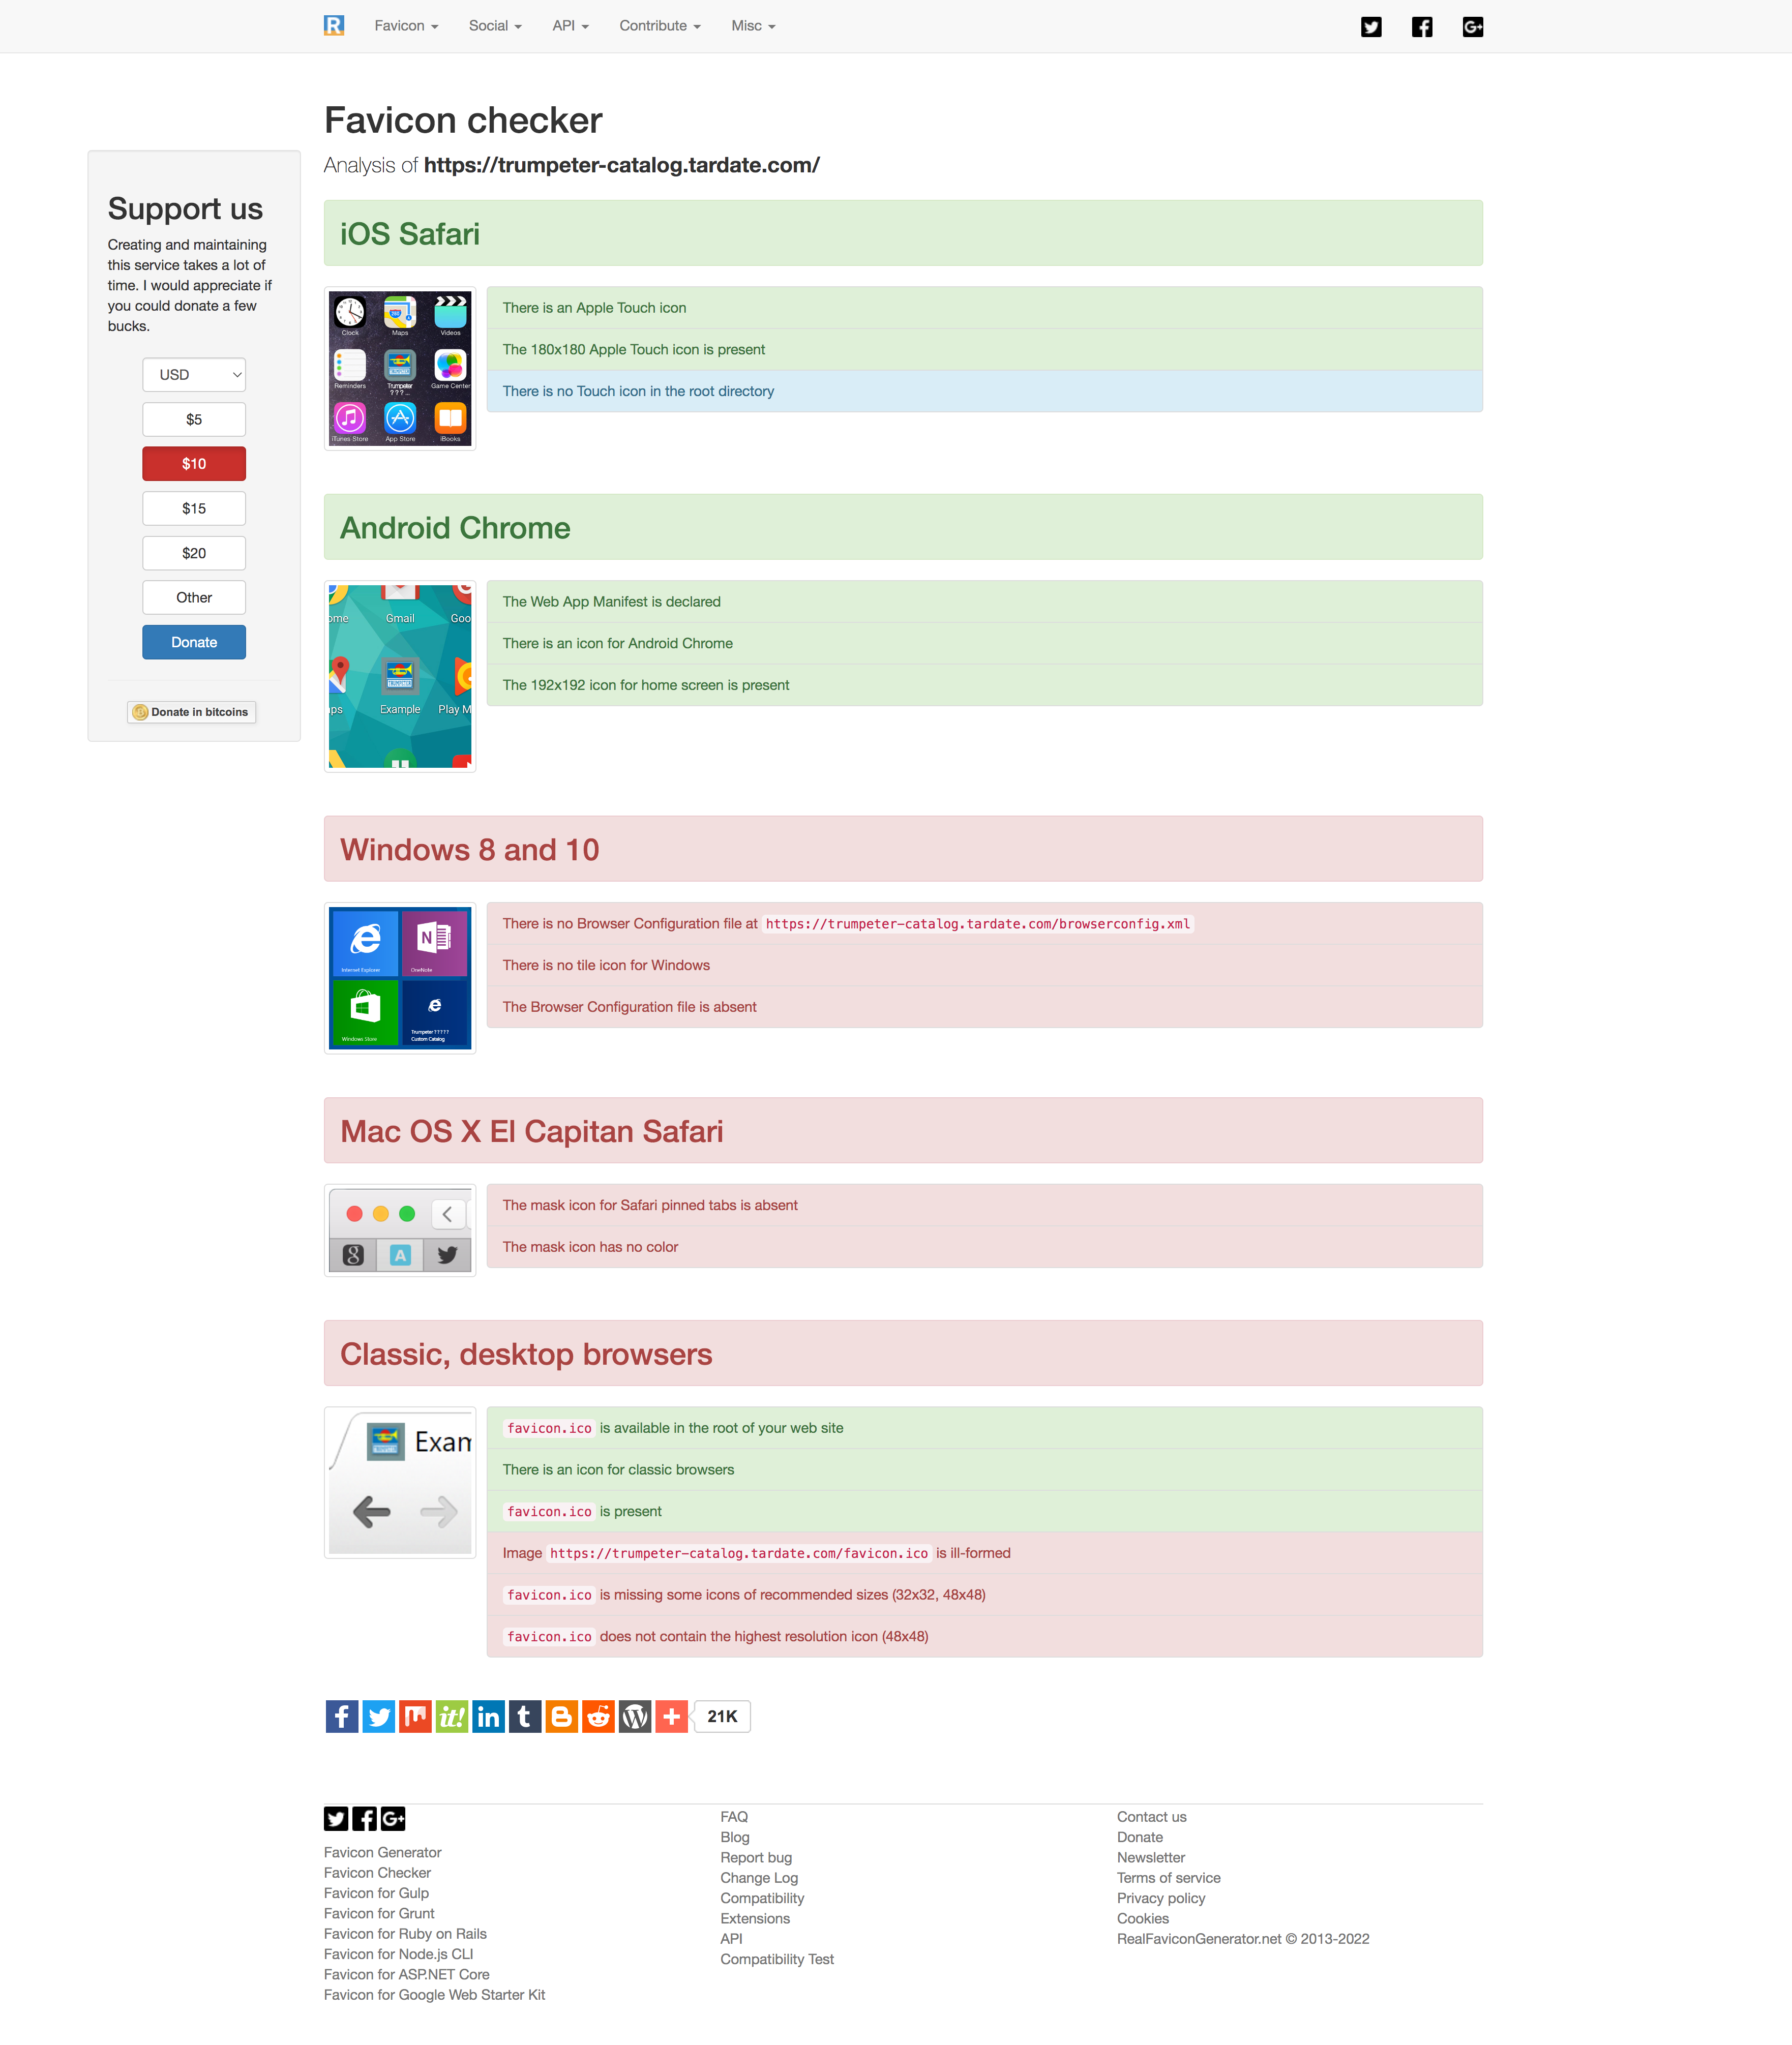 R Favicon Social API Contribute Misc
Favicon checker
Analysis of https://trumpeter-catalog.tardate.com/
Support us
Creating and maintaining
this service takes a lot of
time. I would appreciate if
you could donate a few
bucks.
USD
$5
$10
$15
$20
Other
Donate
Donate in bitcoins
iOS Safari
Clock Maps Videos
Reminders Trumpeter Game Center
? ? ? ...
iTunes Store App Store iBooks
There is an Apple Touch icon
The 180x180 Apple Touch icon is present
There is no Touch icon in the root directory
Android Chrome
ome Gmail Goo
TRUMPETER
aps Example Play M
The Web App Manifest is declared
There is an icon for Android Chrome
The 192x192 icon for home screen is present
Windows 8 and 10
Internet Explorer OneNote
Windows Store Trumpeter ? ? ? ? ?
Custom Catalog
There is no Browser Configuration file at https://trumpeter-catalog.tardate.com/browserconfig.xml
There is no tile icon for Windows
The Browser Configuration file is absent
Mac OS X El Capitan Safari
g A
The mask icon for Safari pinned tabs is absent
The mask icon has no color
Classic, desktop browsers
Exam
favicon.ico is available in the root of your web site
There is an icon for classic browsers
favicon.ico is present
Image https://trumpeter-catalog.tardate.com/favicon.ico is ill-formed
favicon.ico is missing some icons of recommended sizes (32x32, 48x48)
favicon.ico does not contain the highest resolution icon (48x48)
it! in t 21K
Favicon Generator
Favicon Checker
Favicon for Gulp
Favicon for Grunt
Favicon for Ruby on Rails
Favicon for Node.js CLI
Favicon for ASP.NET Core
Favicon for Google Web Starter Kit
FAQ
Blog
Report bug
Change Log
Compatibility
Extensions
API
Compatibility Test
Contact us
Donate
Newsletter
Terms of service
Privacy policy
Cookies
RealFaviconGenerator.net © 2013-2022